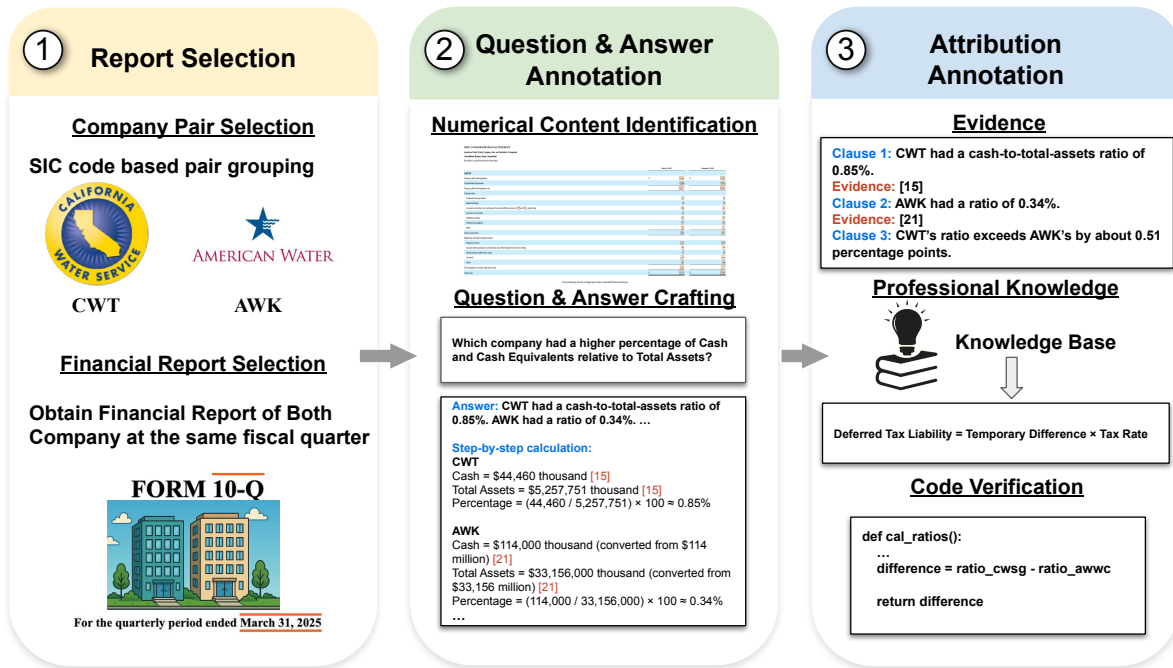 1
Report Selection
Company Pair Selection
SIC code based pair grouping
CALIFORNIA
WATER SERVICE
AMERICAN WATER
CWT
AWK
Financial Report Selection
Obtain Financial Report of Both
Company at the same fiscal quarter
FORM 10-Q
For the quarterly period ended March 31, 2025
2
Question & Answer
Annotation
Numerical Content Identification
Question & Answer Crafting
Which company had a higher percentage of Cash
and Cash Equivalents relative to Total Assets?
Answer: CWT had a cash-to-total-assets ratio of
0.85%. AWK had a ratio of 0.34%. …
Step-by-step calculation:
CWT
Cash = $44,460 thousand [15]
Total Assets = $5,257,751 thousand [15]
Percentage = (44,460 / 5,257,751) × 100 ≈ 0.85%
AWK
Cash = $114,000 thousand (converted from $114
million) [21]
Total Assets = $33,156,000 thousand (converted from
$33,156 million) [21]
Percentage = (114,000 / 33,156,000) × 100 ≈ 0.34%
…
3
Attribution
Annotation
Evidence
Clause 1: CWT had a cash-to-total-assets ratio of
0.85%.
Evidence: [15]
Clause 2: AWK had a ratio of 0.34%.
Evidence: [21]
Clause 3: CWT's ratio exceeds AWK's by about 0.51
percentage points.
Professional Knowledge
Knowledge Base
Deferred Tax Liability = Temporary Difference × Tax Rate
Code Verification
def cal_ratios():
…
difference = ratio_cwsg - ratio_awwc
return difference